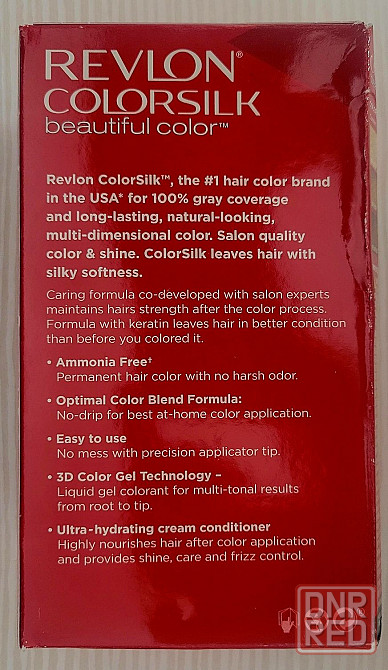 REVLON®
COLORSILK
beautiful color™
Revlon ColorSilk™, the #1 hair color brand
in the USA* for 100% gray coverage
and long-lasting, natural-looking,
multi-dimensional color. Salon quality
color & shine. ColorSilk leaves hair with
silky softness.
Caring formula co-developed with salon experts
maintains hairs strength after the color process.
Formula with keratin leaves hair in better condition
than before you colored it.
• Ammonia Free†
Permanent hair color with no harsh odor.
• Optimal Color Blend Formula:
No-drip for best at-home color application.
• Easy to use
No mess with precision applicator tip.
• 3D Color Gel Technology –
Liquid gel colorant for multi-tonal results
from root to tip.
• Ultra-hydrating cream conditioner
Highly nourishes hair after color application
and provides shine, care and frizz control.
DNR
RED